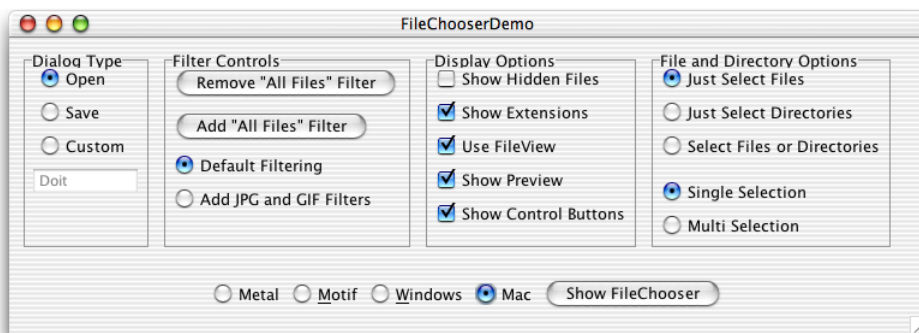 FileChooserDemo
Dialog Type
Open
Save
Custom
Doit
Filter Controls
Remove "All Files" Filter
Add "All Files" Filter
Default Filtering
Add JPG and GIF Filters
Display Options
Show Hidden Files
Show Extensions
Use FileView
Show Preview
Show Control Buttons
File and Directory Options
Just Select Files
Just Select Directories
Select Files or Directories
Single Selection
Multi Selection
Metal Motif Windows Mac Show FileChooser